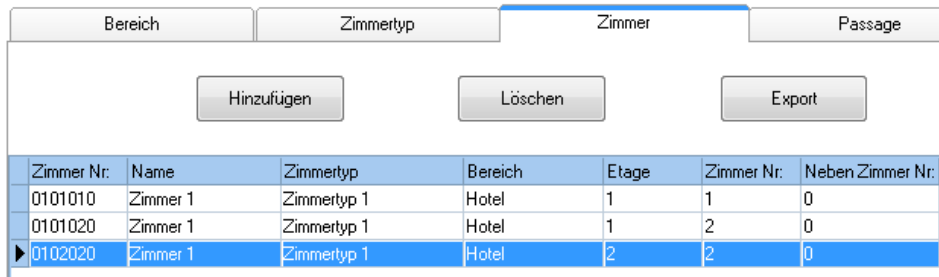 Bereich Zimmertyp Zimmer Passage
Hinzufügen Löschen Export
Zimmer Nr: Name Zimmertyp Bereich Etage Zimmer Nr: Neben Zimmer Nr:
0101010 Zimmer 1 Zimmertyp 1 Hotel 1 1 0
0101020 Zimmer 1 Zimmertyp 1 Hotel 1 2 0
0102020 Zimmer 1 Zimmertyp 1 Hotel 2 2 0